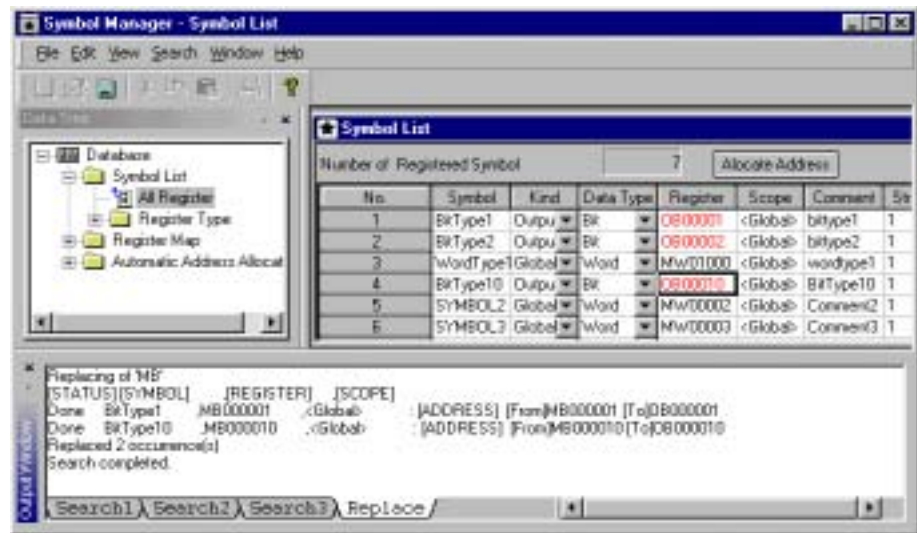 Symbol Manager - Symbol List
File Edit View Search Window Help
Data Tree
Database
Symbol List
All Register
Register Type
Register Map
Automatic Address Allocat
Symbol List
Number of Registered Symbol 7 Allocate Address
No. Symbol Kind Data Type Register Scope Comment Str
1 BitType1 Outpu Bit OB00001 <Global> bittype1 1
2 BitType2 Outpu Bit OB00002 <Global> bittype2 1
3 WordType1 Global Word MW01000 <Global> wordtype1 1
4 BitType10 Outpu Bit OB00010 <Global> BitType10 1
5 SYMBOL2 Global Word MW00002 <Global> Comment2 1
6 SYMBOL3 Global Word MW00003 <Global> Comment3 1
Output Window
Replacing of 'MB'
[STATUS][SYMBOL] ,[REGISTER] ,[SCOPE]
Done BitType1 ,MB000001 ,<Global> : [ADDRESS] [From]MB000001 [To]OB000001
Done BitType10 ,MB000010 ,<Global> : [ADDRESS] [From]MB000010 [To]OB000010
Replaced 2 occurrence(s)
Search completed.
Search1 Search2 Search3 Replace